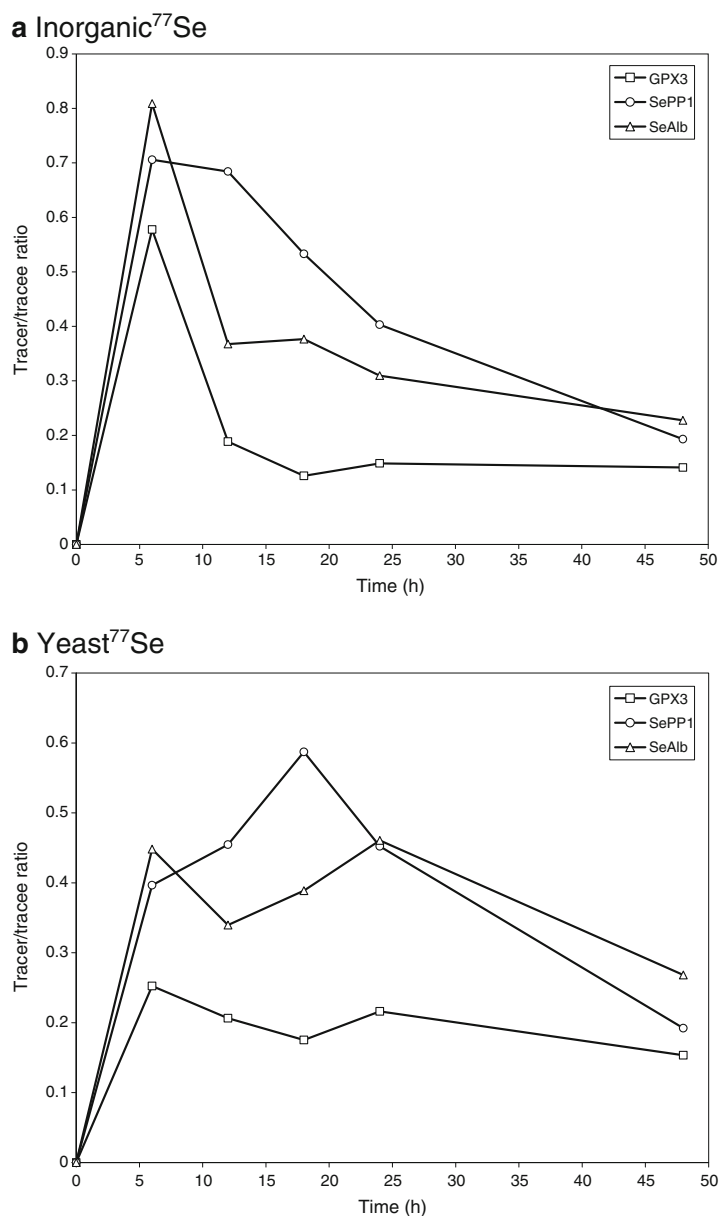 a Inorganic⁷⁷Se
0.9
0.8
0.7
0.6
0.5
0.4
0.3
0.2
0.1
0
Tracer/tracee ratio
GPX3
SePP1
SeAlb
0 5 10 15 20 25 30 35 40 45 50
Time (h)
b Yeast⁷⁷Se
0.7
0.6
0.5
0.4
0.3
0.2
0.1
0
Tracer/tracee ratio
GPX3
SePP1
SeAlb
0 5 10 15 20 25 30 35 40 45 50
Time (h)